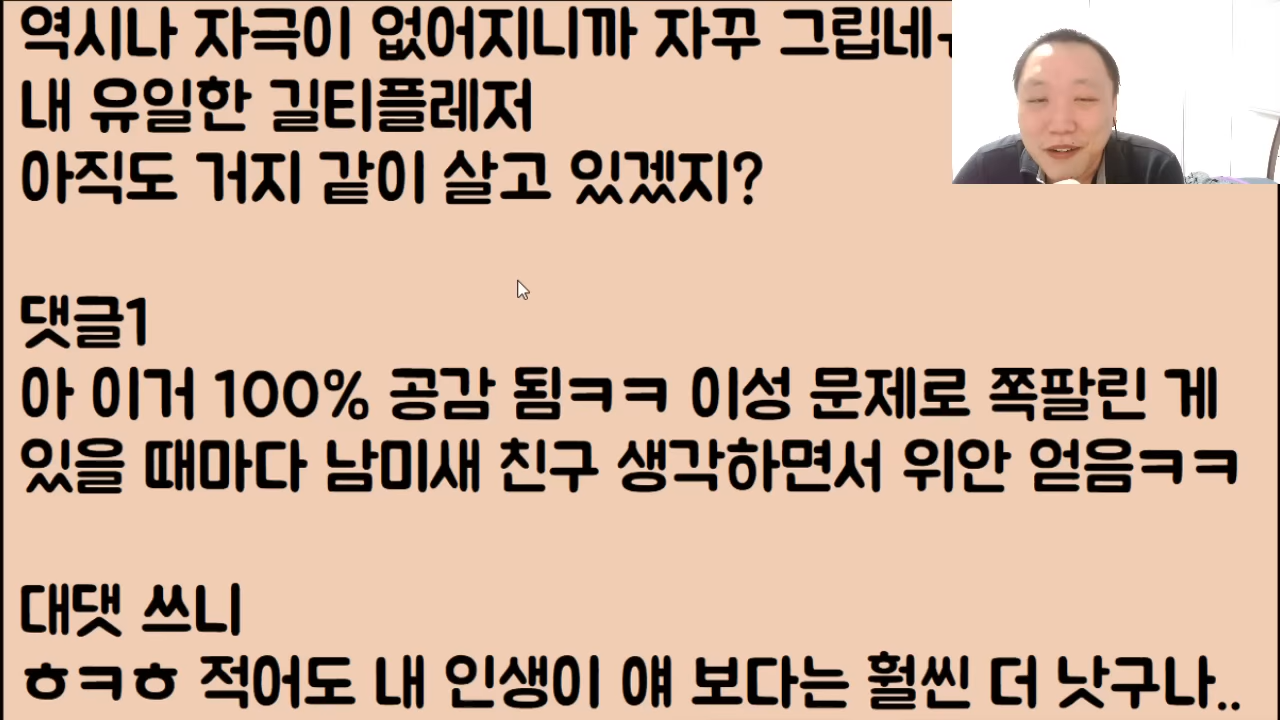 역시나 자극이 없어지니까 자꾸 그립네
내 유일한 길티플레저
아직도 거지 같이 살고 있겠지?
댓글1
아 이거 100% 공감 됨ㅋㅋ 이성 문제로 쪽팔린 게
있을 때마다 남미새 친구 생각하면서 위안 얻음ㅋㅋ
대댓 쓰니
ㅎㅋㅎ 적어도 내 인생이 얘 보다는 훨씬 더 낫구나..